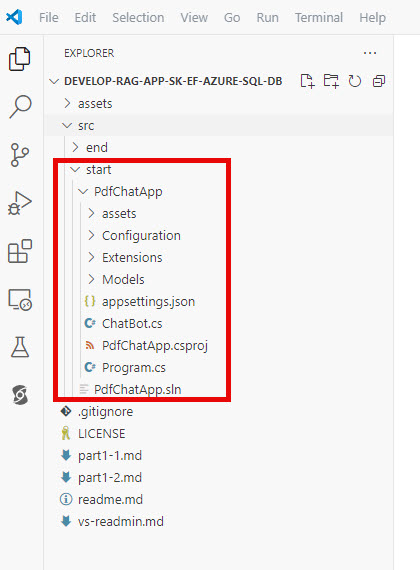 File Edit Selection View Go Run Terminal Help
EXPLORER ...
DEVELOP-RAG-APP-SK-EF-AZURE-SQL-DB
assets
src
end
start
PdfChatApp
assets
Configuration
Extensions
Models
{} appsettings.json
C# ChatBot.cs
PdfChatApp.csproj
C# Program.cs
PdfChatApp.sln
.gitignore
LICENSE
part1-1.md
part1-2.md
readme.md
vs-readmin.md